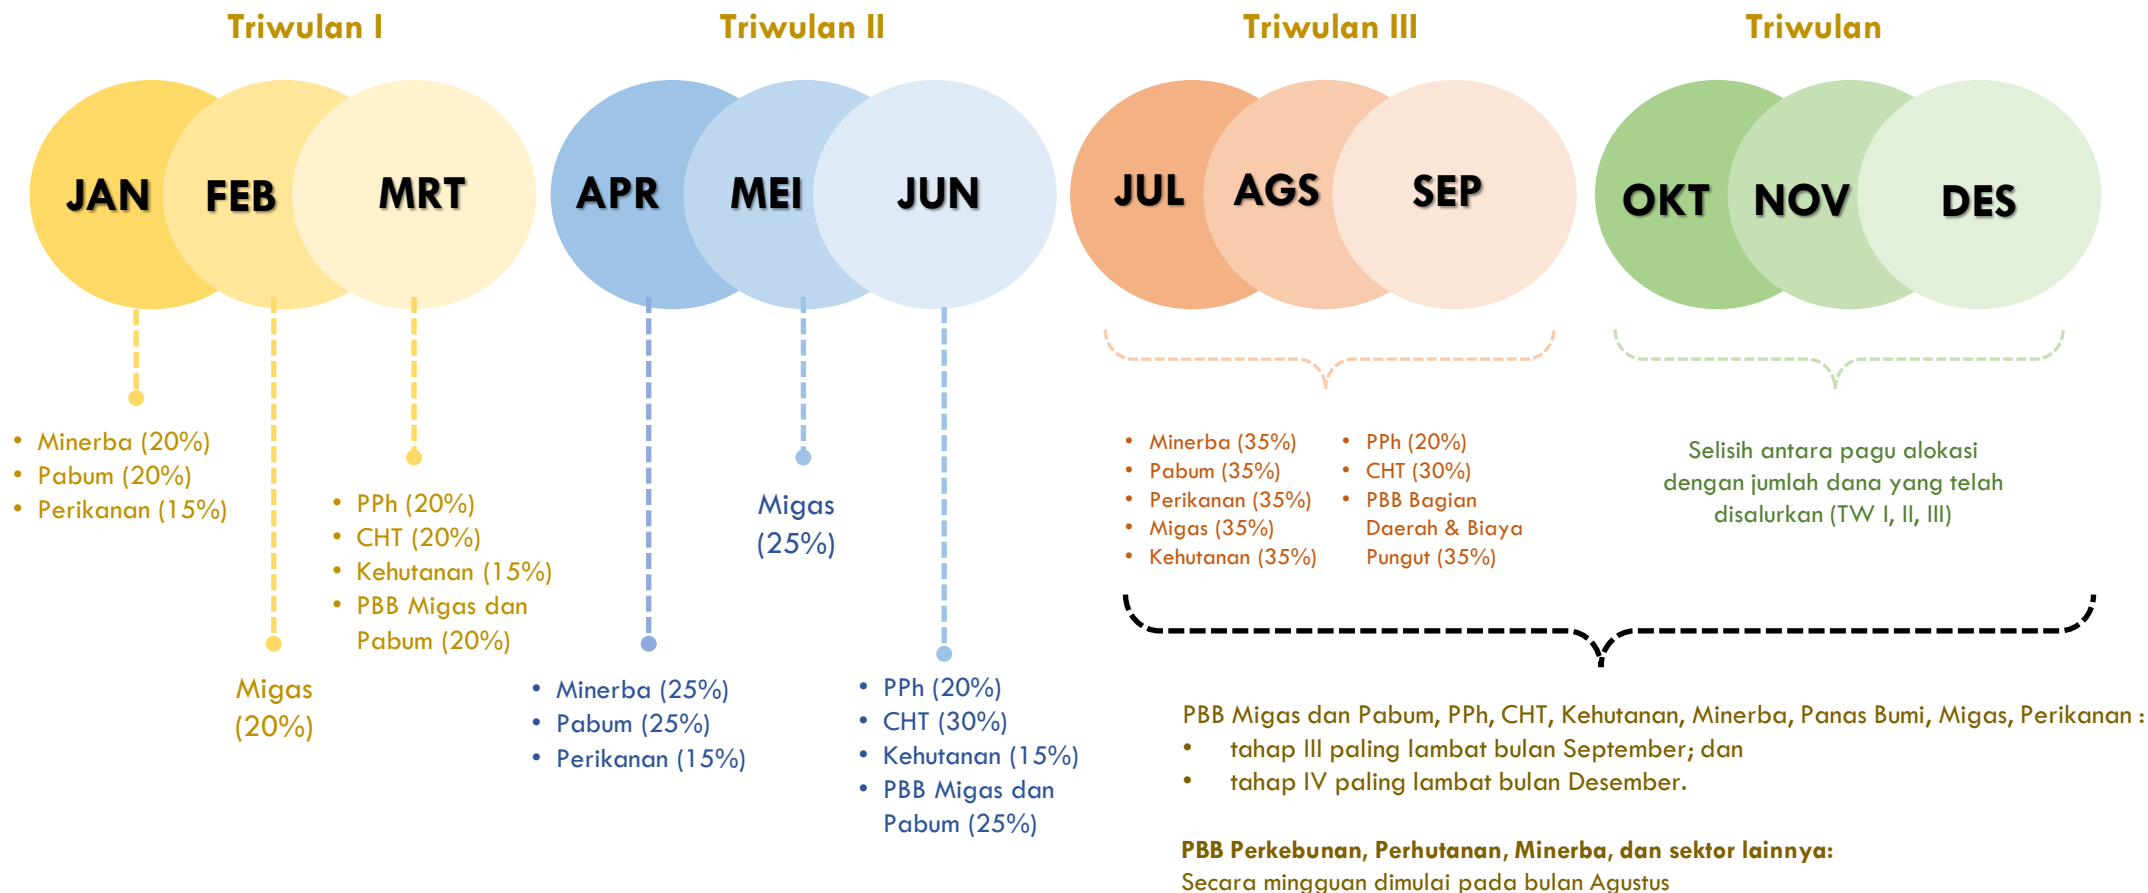 Triwulan I
Triwulan II
Triwulan III
Triwulan
JAN
FEB
MRT
APR
MEI
JUN
JUL
AGS
SEP
OKT
NOV
DES
• Minerba (20%)
• Pabum (20%)
• Perikanan (15%)
Migas
(20%)
• PPh (20%)
• CHT (20%)
• Kehutanan (15%)
• PBB Migas dan
Pabum (20%)
• Minerba (25%)
• Pabum (25%)
• Perikanan (15%)
Migas
(25%)
• PPh (20%)
• CHT (30%)
• Kehutanan (15%)
• PBB Migas dan
Pabum (25%)
• Minerba (35%)
• Pabum (35%)
• Perikanan (35%)
• Migas (35%)
• Kehutanan (35%)
• PPh (20%)
• CHT (30%)
• PBB Bagian
Daerah & Biaya
Pungut (35%)
Selisih antara pagu alokasi
dengan jumlah dana yang telah
disalurkan (TW I, II, III)
PBB Migas dan Pabum, PPh, CHT, Kehutanan, Minerba, Panas Bumi, Migas, Perikanan :
• tahap III paling lambat bulan September; dan
• tahap IV paling lambat bulan Desember.
PBB Perkebunan, Perhutanan, Minerba, dan sektor lainnya:
Secara mingguan dimulai pada bulan Agustus